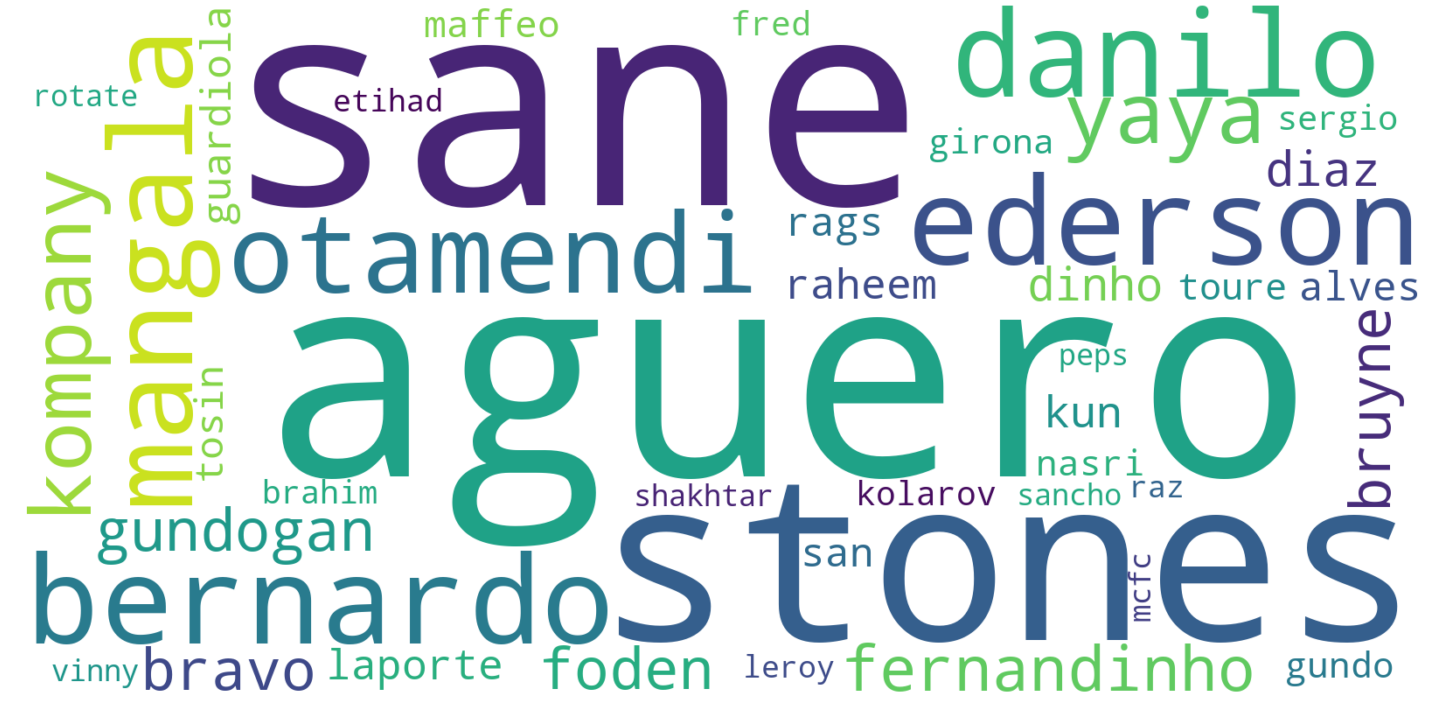 maffeo
fred
sane
danilo
rotate
etihad
guardiola
mangala
yaya
sergio
girona
diaz
kompany
otamendi
rags
ederson
raheem
dinho
toure
alves
aguero
peps
bruyne
tosin
kun
nasri
brahim
shakhtar
kolarov
sancho
raz
gundogan
stones
san
bernardo
mcfc
vinny
bravo
laporte
foden
leroy
fernandinho
gundo